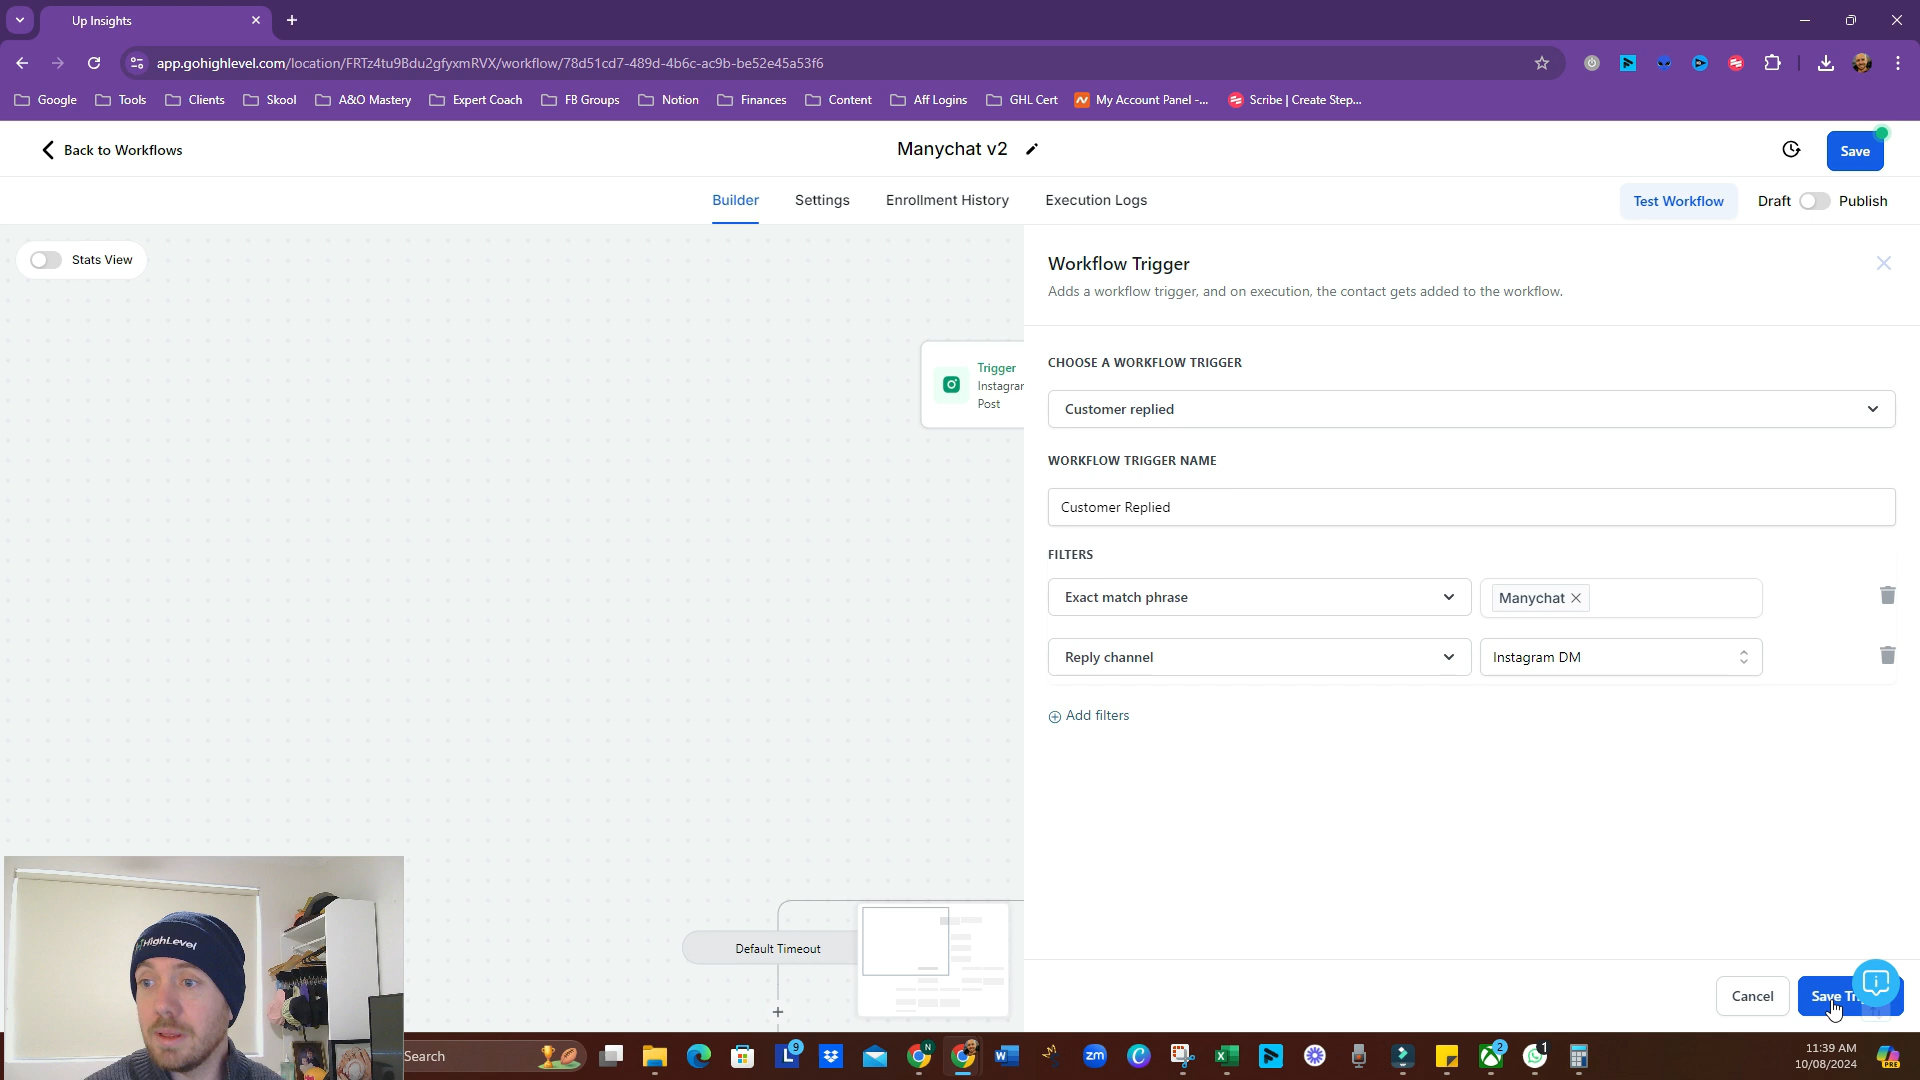 Up Insights
app.gohighlevel.com/location/FRTz4tu9Bdu2gfyxmRVX/workflow/78d51cd7-489d-4b6c-ac9b-be52e45a53f6
Google
Tools
Clients
Skool
A&O Mastery
Expert Coach
FB Groups
Notion
Finances
Content
Aff Logins
GHL Cert
My Account Panel -...
Scribe | Create Step...
Back to Workflows
Manychat v2
Save
Builder
Settings
Enrollment History
Execution Logs
Test Workflow
Draft
Publish
Stats View
Workflow Trigger
Adds a workflow trigger, and on execution, the contact gets added to the workflow.
Trigger
Instagram
Post
CHOOSE A WORKFLOW TRIGGER
Customer replied
WORKFLOW TRIGGER NAME
Customer Replied
FILTERS
Exact match phrase
Manychat
Reply channel
Instagram DM
Add filters
Default Timeout
Cancel
Save Tr
HighLevel
Search
11:39 AM
10/08/2024